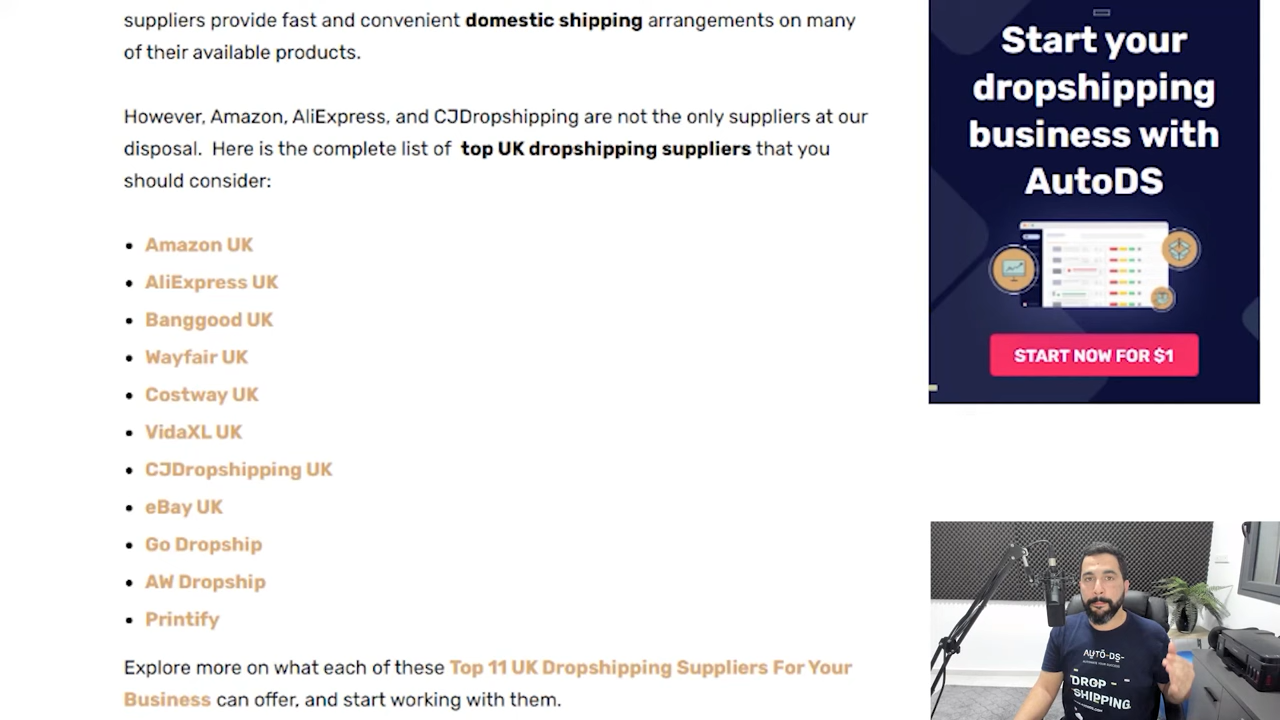 suppliers provide fast and convenient domestic shipping arrangements on many
of their available products.
However, Amazon, AliExpress, and CJDropshipping are not the only suppliers at our
disposal.  Here is the complete list of  top UK dropshipping suppliers that you
should consider:
• Amazon UK
• AliExpress UK
• Banggood UK
• Wayfair UK
• Costway UK
• VidaXL UK
• CJDropshipping UK
• eBay UK
• Go Dropship
• AW Dropship
• Printify
Explore more on what each of these Top 11 UK Dropshipping Suppliers For Your
Business can offer, and start working with them.
Start your
dropshipping
business with
AutoDS
START NOW FOR $1
AUTO-DS
DROP
SHIPPING